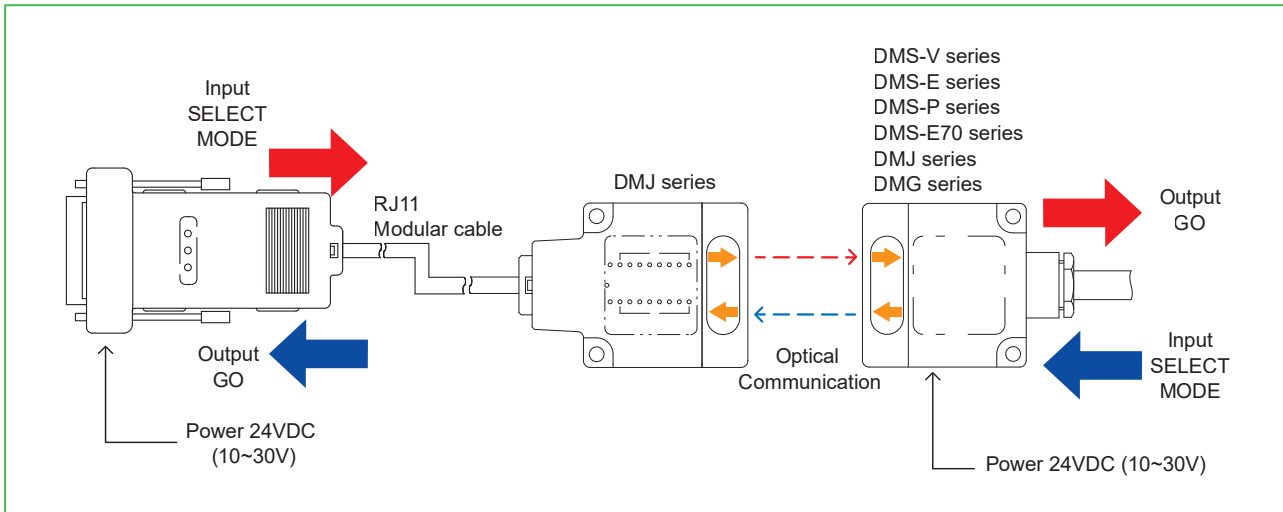 Input
SELECT
MODE
RJ11
Modular cable
Output
GO
Power 24VDC
(10~30V)
DMJ series
Optical
Communication
DMS-V series
DMS-E series
DMS-P series
DMS-E70 series
DMJ series
DMG series
Output
GO
Input
SELECT
MODE
Power 24VDC (10~30V)